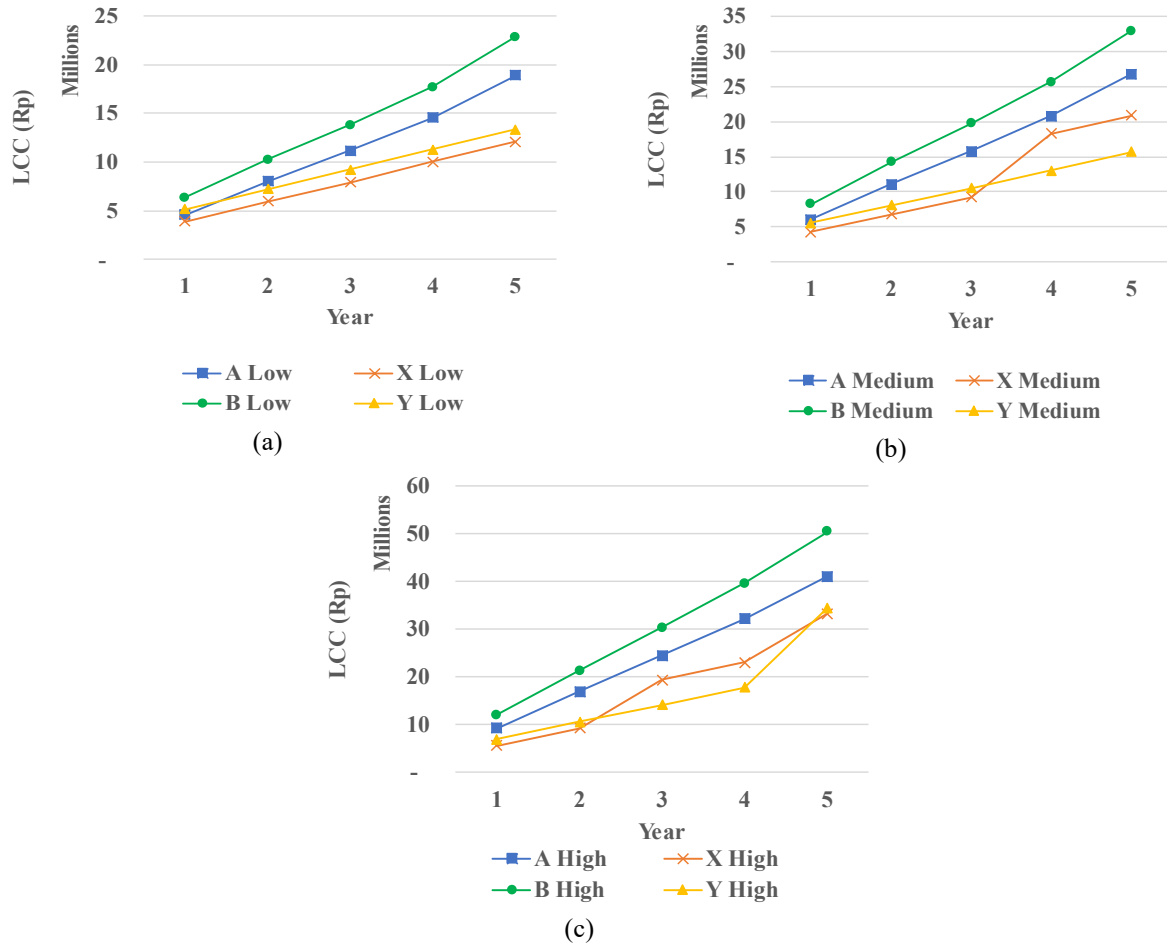 LCC (Rp)
Millions
25
20
15
10
5
-
1 2 3 4 5
Year
A Low X Low
B Low Y Low
(a)
LCC (Rp)
Millions
35
30
25
20
15
10
5
-
1 2 3 4 5
Year
A Medium X Medium
B Medium Y Medium
(b)
LCC (Rp)
Millions
60
50
40
30
20
10
-
1 2 3 4 5
Year
A High X High
B High Y High
(c)